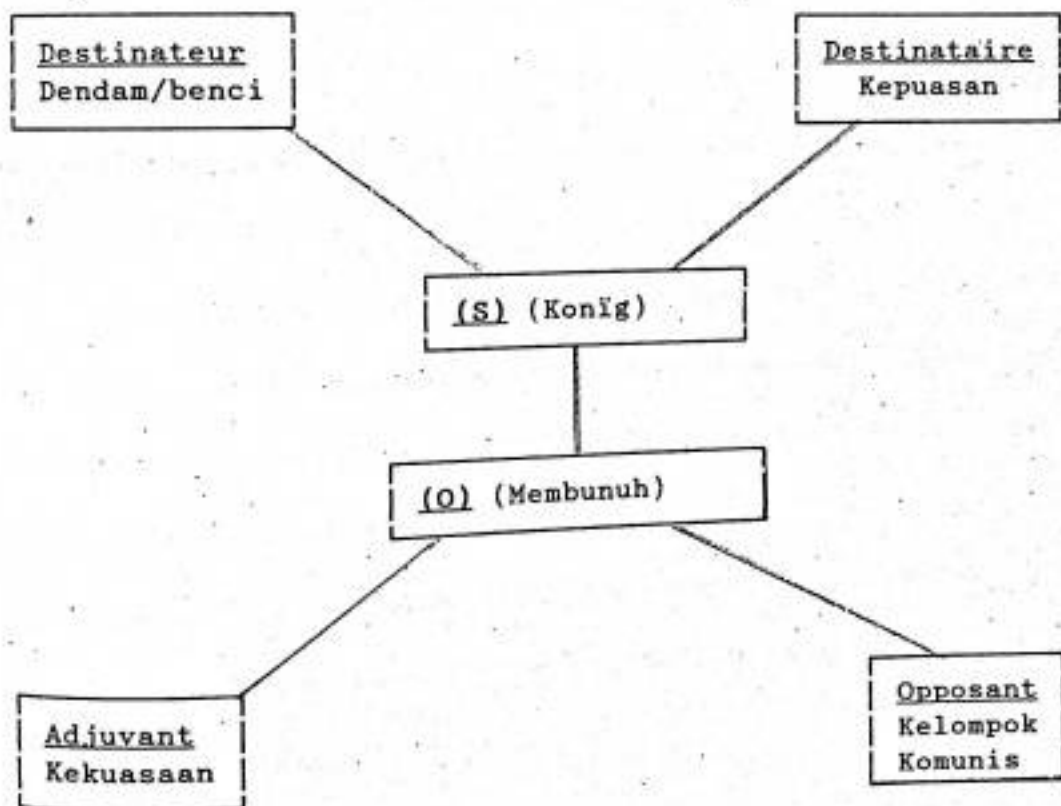 Destinateur
Dendam/benci
Destinataire
Kepuasan
(S) (Konïg)
(O) (Membunuh)
Adjuvant
Kekuasaan
Opposant
Kelompok
Komunis